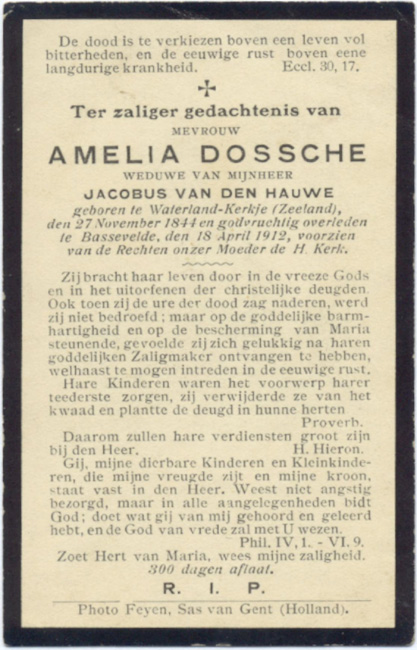 De dood is te verkiezen boven een leven vol
bitterheden, en de eeuwige rust boven eene
langdurige krankheid. Eccl. 30, 17.
Ter zaliger gedachtenis van
MEVROUW
AMELIA DOSSCHE
WEDUWE VAN MIJNHEER
JACOBUS VAN DEN HAUWE
geboren te Waterland-Kerkje (Zeeland),
den 27 November 1844 en godvruchtig overleden
te Bassevelde, den 18 April 1912, voorzien
van de Rechten onzer Moeder de H. Kerk.
Zij bracht haar leven door in de vreeze Gods
en in het uitoefenen der christelijke deugden.
Ook toen zij de ure der dood zag naderen, werd
zij niet bedroefd; maar op de goddelijke barm-
hartigheid en op de bescherming van Maria
steunende, gevoelde zij zich gelukkig na haren
goddelijken Zaligmaker ontvangen te hebben,
welhaast te mogen intreden in de eeuwige rust.
Hare Kinderen waren het voorwerp harer
teederste zorgen, zij verwijderde ze van het
kwaad en plantte de deugd in hunne herten
Proverb.
Daarom zullen hare verdiensten groot zijn
bij den Heer. H. Hieron.
Gij, mijne dierbare Kinderen en Kleinkinde-
ren, die mijne vreugd zijt en mijne kroon,
staat vast in den Heer. Weest niet angstig
bezorgd, maar in alle aangelegenheden bidt
God; doet wat gij van mij gehoord en geleerd
hebt, en de God van vrede zal met U wezen.
Phil. IV, 1. - VI. 9.
Zoet Hert van Maria, wees mijne zaligheid.
300 dagen aflaat.
R. I. P.
Photo Feyen, Sas van Gent (Holland).